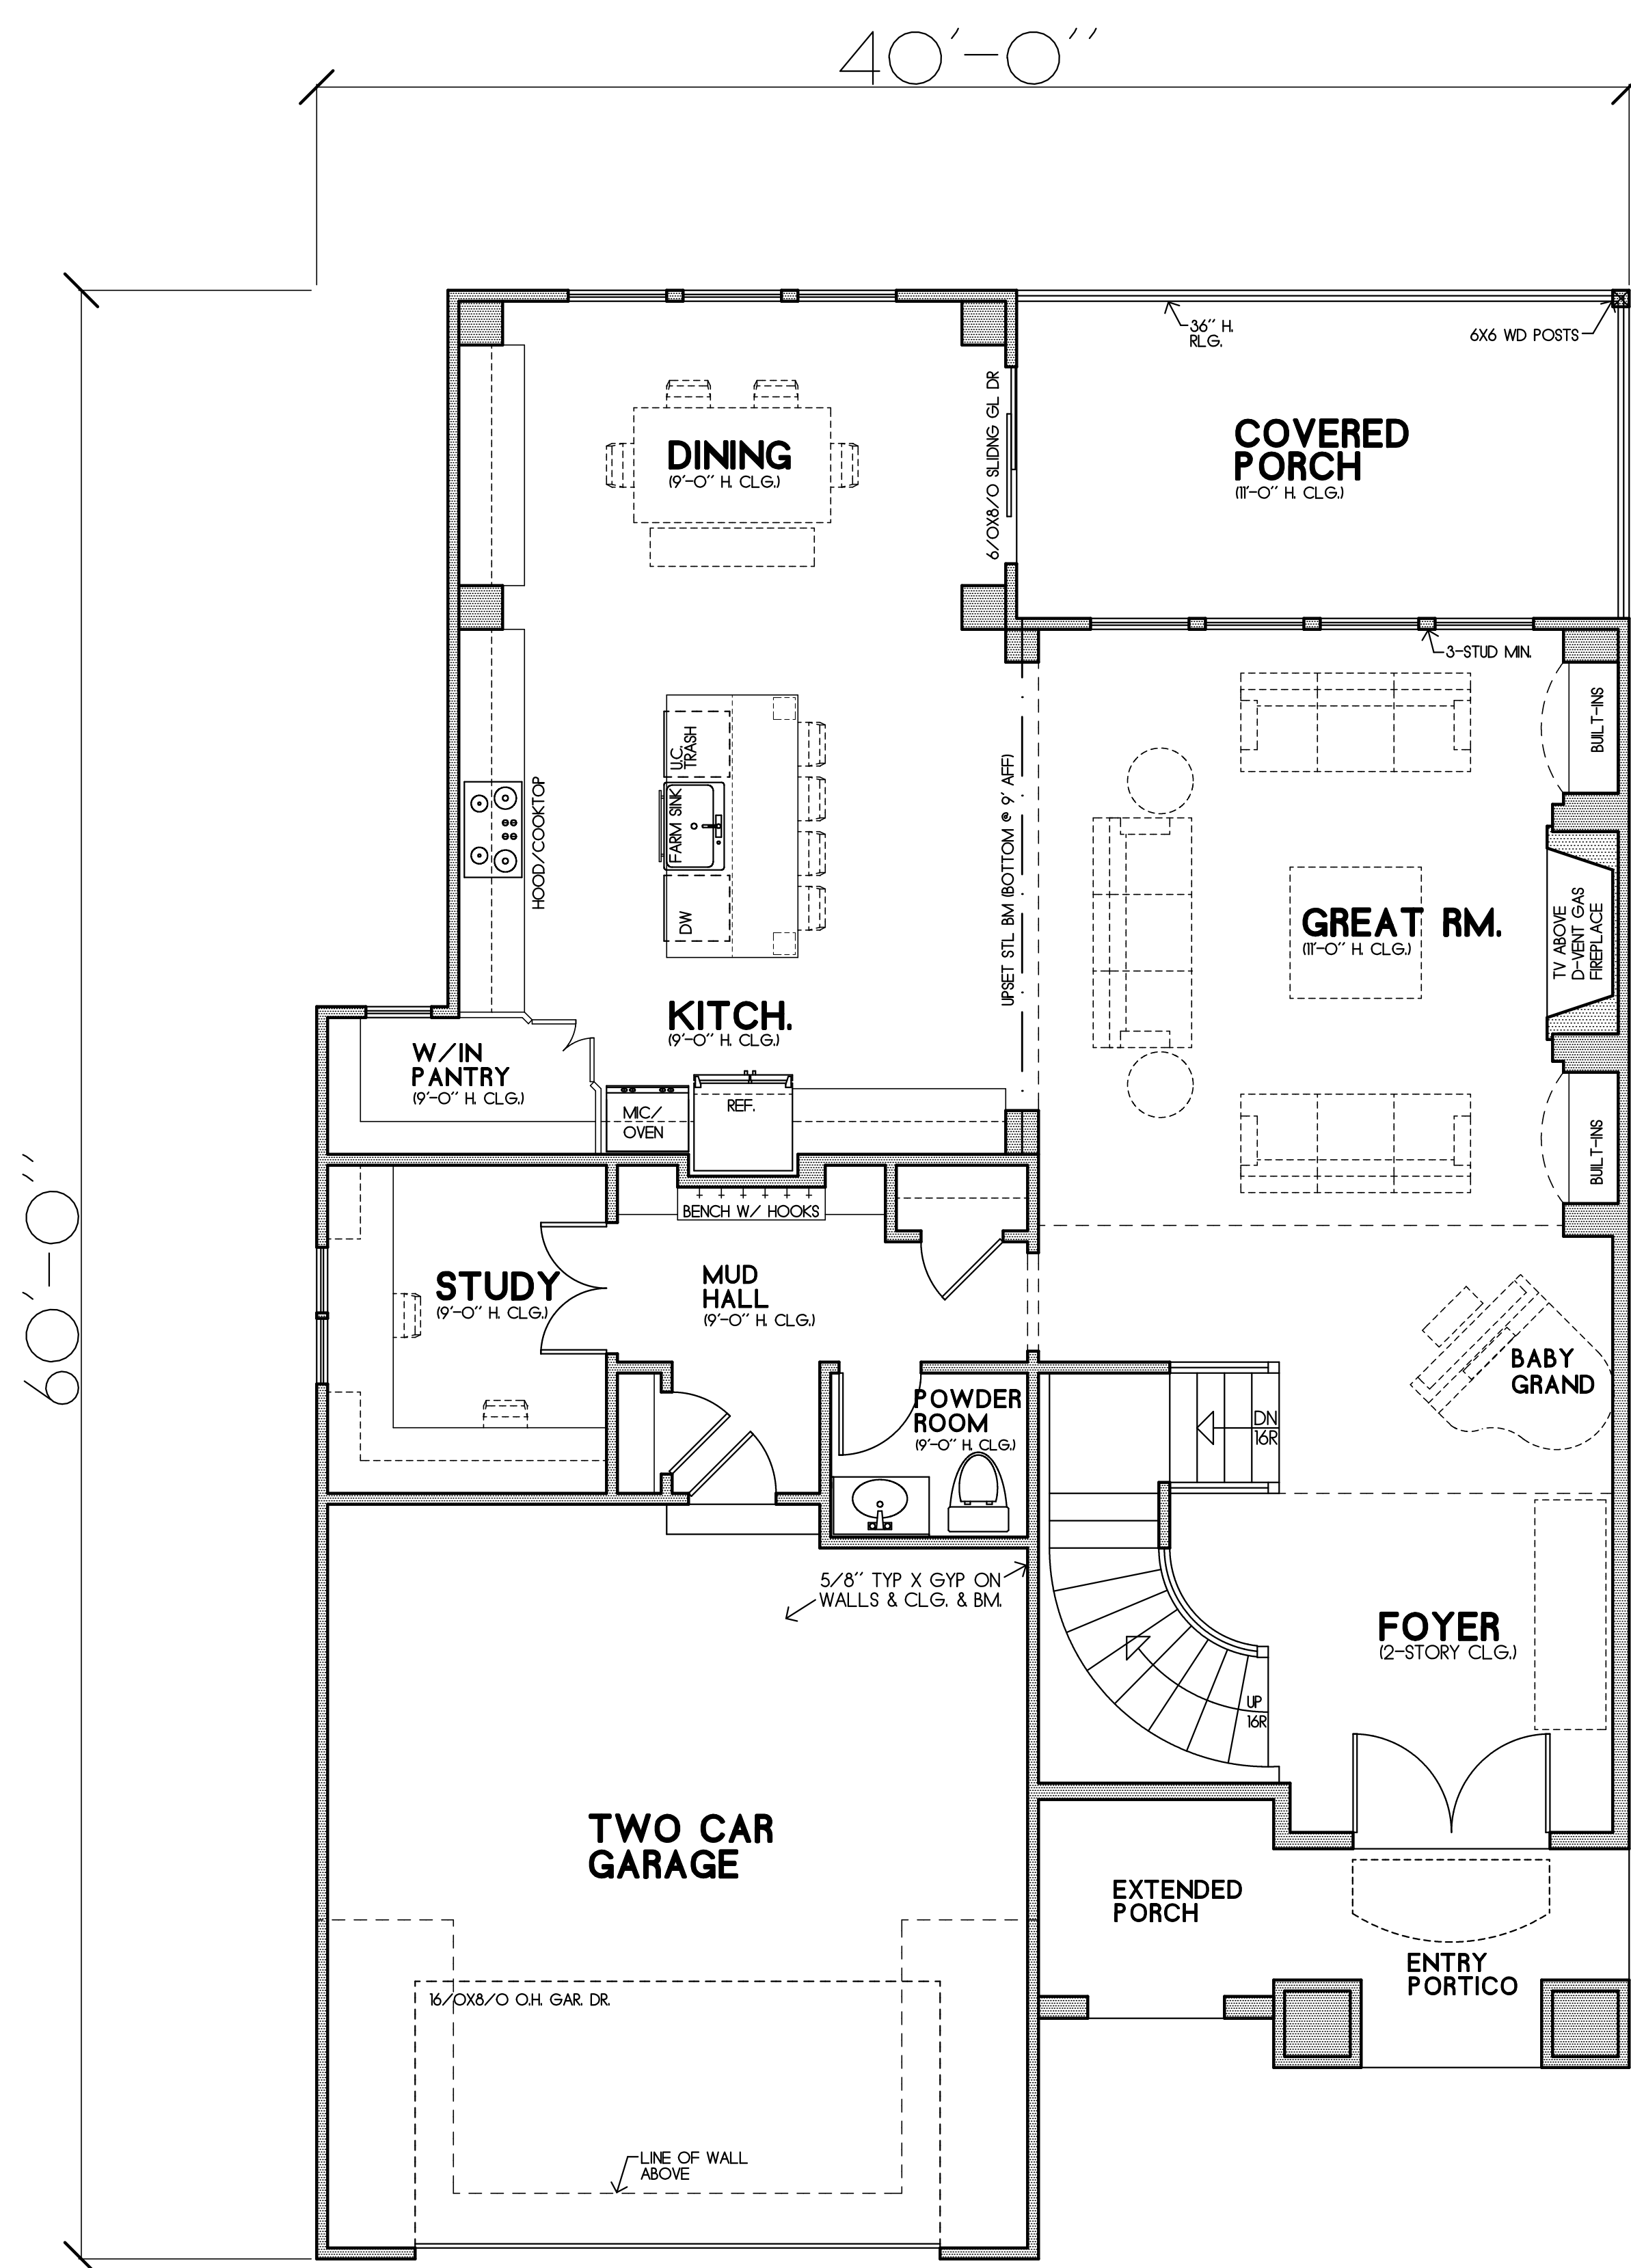 40'-0"
36" H.
RLG.
6X6 WD POSTS
6/0X8/0 SLIDNG GL DR
DINING
(9'-0" H. CLG.)
COVERED
PORCH
(11'-0" H. CLG.)
3-STUD MIN.
BUILT-INS
U.C.
TRASH
FARM SINK
DW
HOOD/COOKTOP
UPSET STL BM (BOTTOM @ 9' AFF)
GREAT RM.
(11'-0" H. CLG.)
TV ABOVE
D-VENT GAS
FIREPLACE
KITCH.
(9'-0" H. CLG.)
W/IN
PANTRY
(9'-0" H. CLG.)
MIC/
OVEN
REF.
BUILT-INS
60'-0"
BENCH W/ HOOKS
STUDY
(9'-0" H. CLG.)
MUD
HALL
(9'-0" H. CLG.)
BABY
GRAND
POWDER
ROOM
(9'-0" H. CLG.)
DN
16R
5/8" TYP X GYP ON
WALLS & CLG. & BM.
FOYER
(2-STORY CLG.)
UP
16R
TWO CAR
GARAGE
EXTENDED
PORCH
ENTRY
PORTICO
16/0X8/0 O.H. GAR. DR.
LINE OF WALL
ABOVE